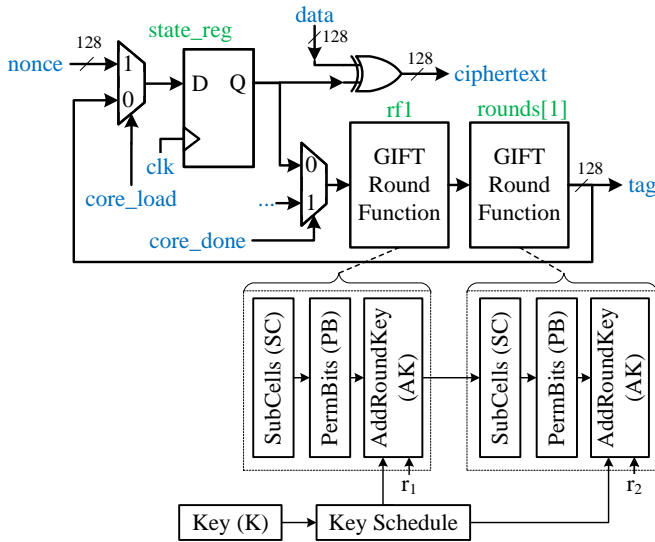 data
state_reg
128
128
nonce
1
0
D Q
128
ciphertext
clk
core_load
rf1
rounds[1]
0
1
...
core_done
GIFT
Round
Function
GIFT
Round
Function
128
tag
SubCells (SC)
PermBits (PB)
AddRoundKey
(AK)
SubCells (SC)
PermBits (PB)
AddRoundKey
(AK)
r1
r2
Key (K)
Key Schedule